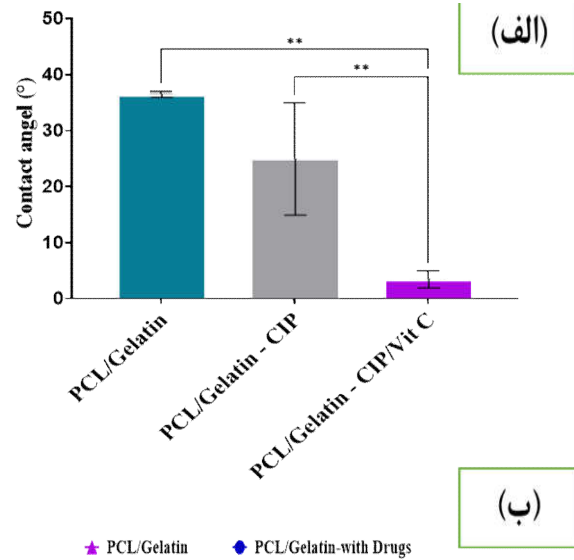 (الف)
50
40
30
20
10
0
Contact angel (°)
**
**
PCL/Gelatin
PCL/Gelatin - CIP
PCL/Gelatin - CIP/Vit C
(ب)
PCL/Gelatin PCL/Gelatin-with Drugs